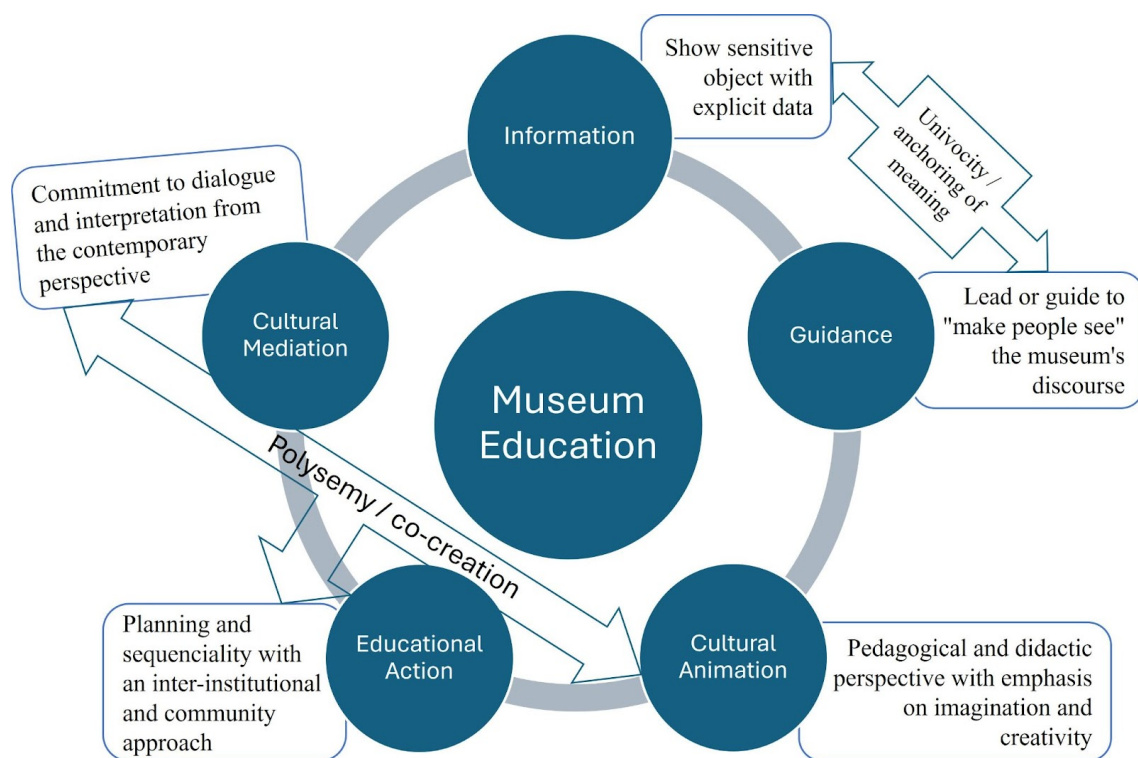 Information
Show sensitive
object with
explicit data
Univocity /
anchoring of
meaning
Guidance
Lead or guide to
"make people see"
the museum's
discourse
Commitment to dialogue
and interpretation from
the contemporary
perspective
Cultural
Mediation
Museum
Education
Polysemy / co-creation
Educational
Action
Planning and
sequenciality with
an inter-institutional
and community
approach
Cultural
Animation
Pedagogical and didactic
perspective with emphasis
on imagination and
creativity